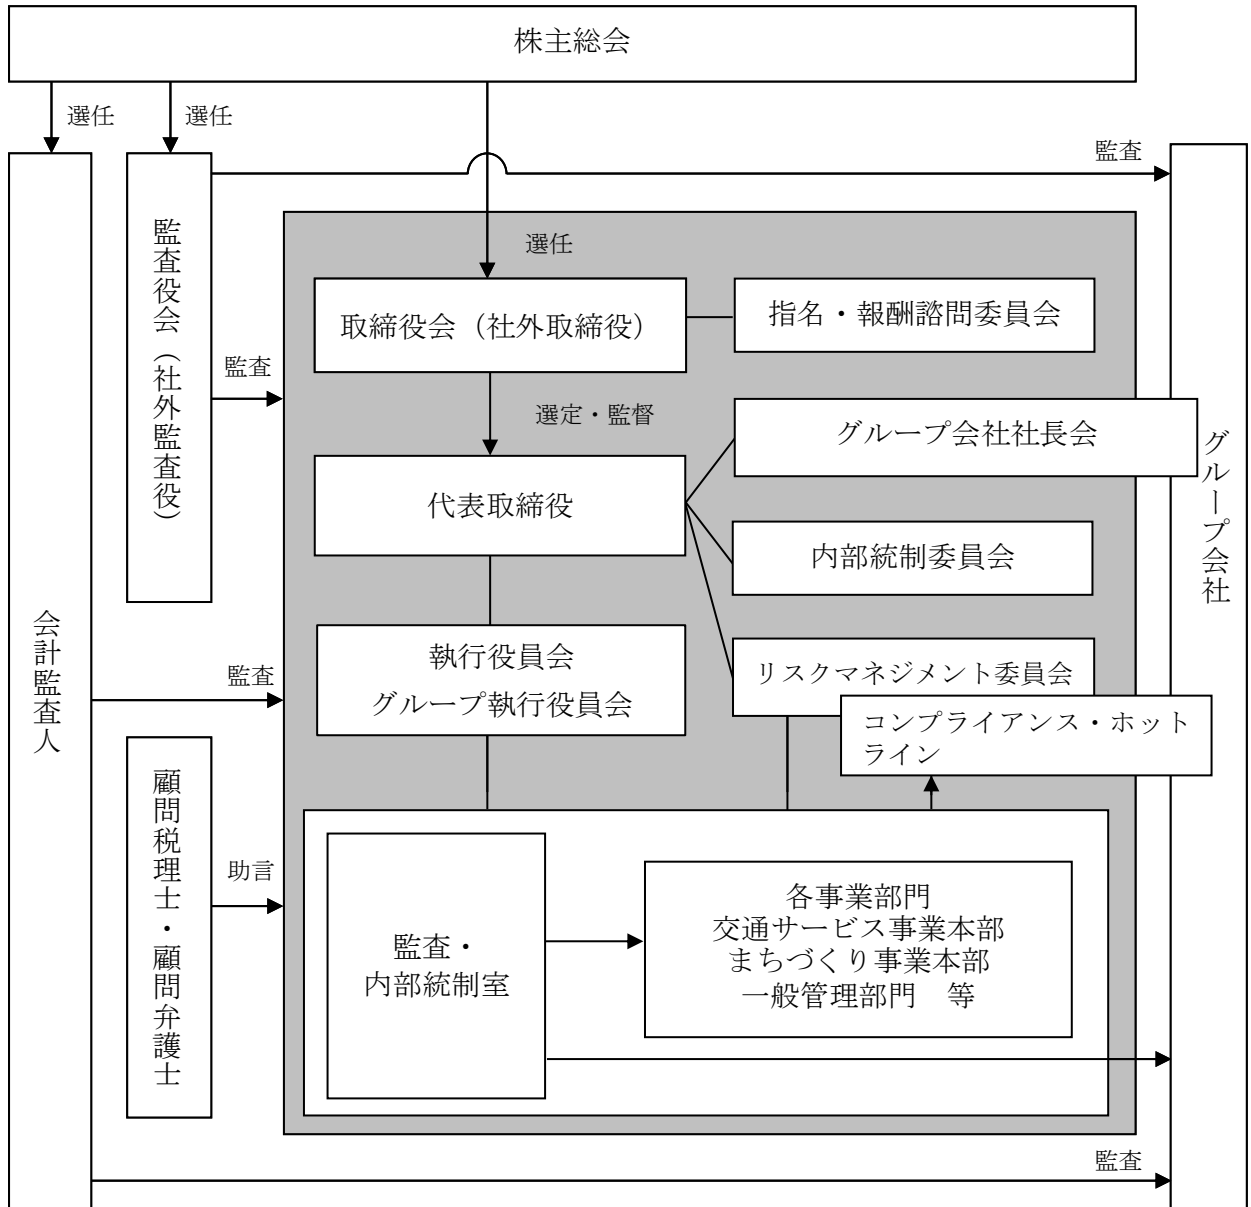 株主総会
選任
選任
監査
監査役会（社外監査役）
選任
取締役会（社外取締役）
指名・報酬諮問委員会
監査
選定・監督
グループ会社社長会
グループ会社
代表取締役
内部統制委員会
会計監査人
執行役員会
グループ執行役員会
リスクマネジメント委員会
監査
コンプライアンス・ホット
ライン
顧問税理士・顧問弁護士
助言
監査・
内部統制室
各事業部門
交通サービス事業本部
まちづくり事業本部
一般管理部門　等
監査